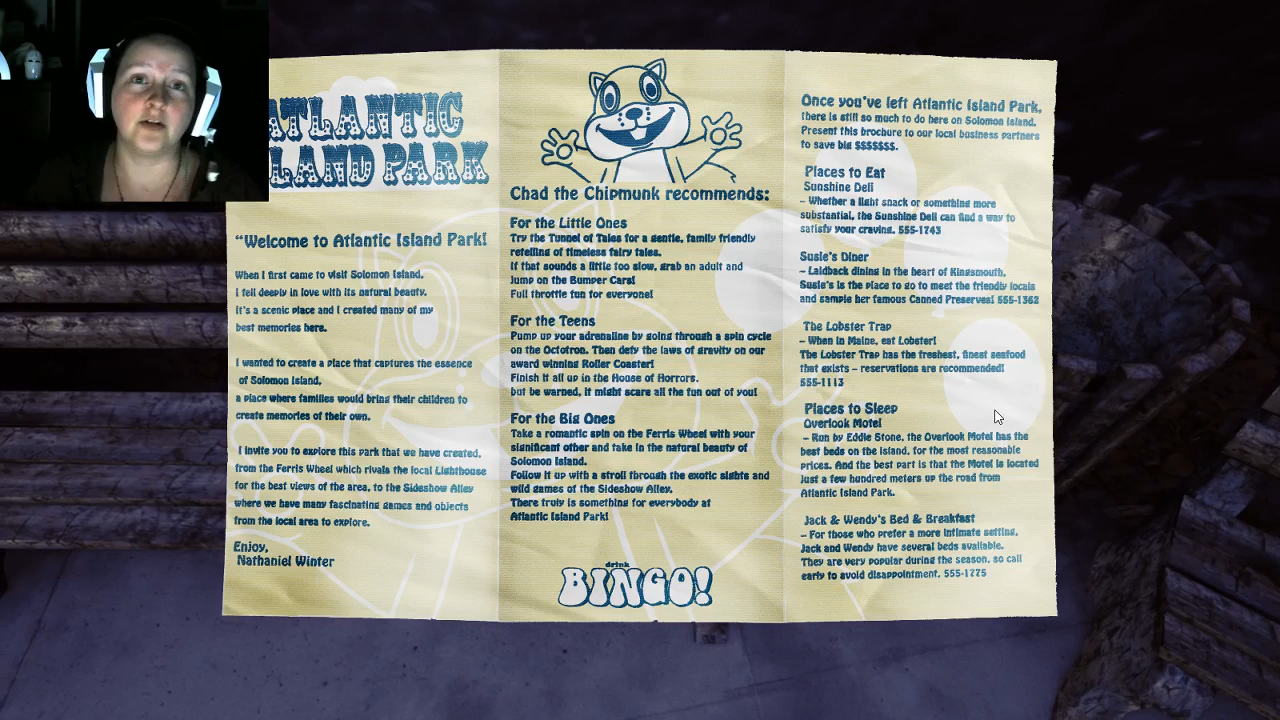 ATLANTIC
ISLAND PARK
"Welcome to Atlantic Island Park!
When I first came to visit Solomon Island,
I fell deeply in love with its natural beauty.
It's a scenic place and I created many of my
best memories here.
I wanted to create a place that captures the essence
of Solomon Island,
a place where families would bring their children to
create memories of their own.
I invite you to explore this park that we have created,
from the Ferris Wheel which rivals the local Lighthouse
for the best views of the area, to the Sideshow Alley
where we have many fascinating games and objects
from the local area to explore.
Enjoy,
Nathaniel Winter
Chad the Chipmunk recommends:
For the Little Ones
Try the Tunnel of Tales for a gentle, family friendly
retelling of timeless fairy tales.
If that sounds a little too slow, grab an adult and
jump on the Bumper Cars!
Full throttle fun for everyone!
For the Teens
Pump up your adrenaline by going through a spin cycle
on the Octotron. Then defy the laws of gravity on our
award winning Roller Coaster!
Finish it all up in the House of Horrors.
but be warned, it might scare all the fun out of you!
For the Big Ones
Take a romantic spin on the Ferris Wheel with your
significant other and take in the natural beauty of
Solomon Island.
Follow it up with a stroll through the exotic sights and
wild games of the Sideshow Alley.
There truly is something for everybody at
Atlantic Island Park!
drink
BINGO!
Once you've left Atlantic Island Park,
there is still so much to do here on Solomon Island.
Present this brochure to our local business partners
to save big $$$$$$$.
Places to Eat
Sunshine Deli
– Whether a light snack or something more
substantial, the Sunshine Deli can find a way to
satisfy your craving. 555-1743
Susie's Diner
– Laidback dining in the heart of Kingsmouth,
Susie's is the place to go to meet the friendly locals
and sample her famous Canned Preserves! 555-1362
The Lobster Trap
– When in Maine, eat Lobster!
The Lobster Trap has the freshest, finest seafood
that exists – reservations are recommended!
555-1113
Places to Sleep
Overlook Motel
– Run by Eddie Stone, the Overlook Motel has the
best beds on the island, for the most reasonable
prices. And the best part is that the Motel is located
just a few hundred meters up the road from
Atlantic Island Park.
Jack & Wendy's Bed & Breakfast
– For those who prefer a more intimate setting,
Jack and Wendy have several beds available.
They are very popular during the season, so call
early to avoid disappointment. 555-1775